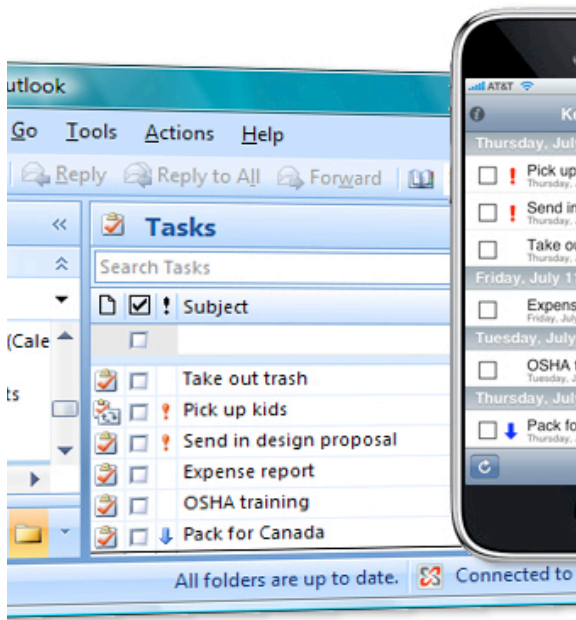 utlook
Go Tools Actions Help
Reply Reply to All Forward
Tasks
Search Tasks
Subject
(Cale
ts
Take out trash
Pick up kids
Send in design proposal
Expense report
OSHA training
Pack for Canada
All folders are up to date. Connected to
AT&T
Thursday, Jul
Pick up
Thursday,
Send in
Thursday,
Take ou
Thursday,
Friday, July 1
Expens
Friday, July
Tuesday, July
OSHA
Tuesday, J
Thursday, Jul
Pack fo
Thursday,